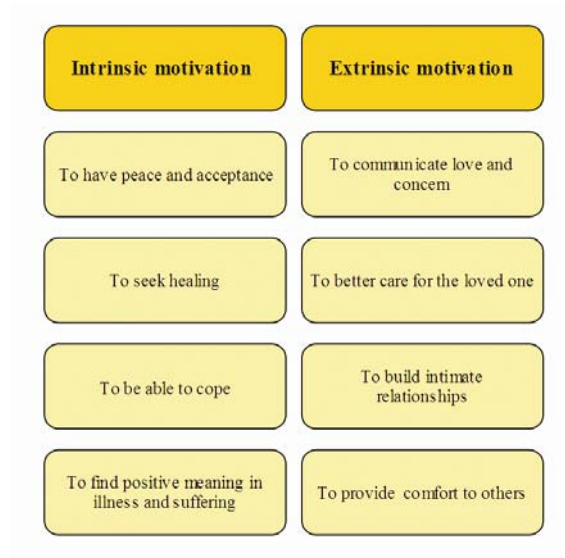 Intrinsic motivation
Extrinsic motivation
To have peace and acceptance
To communicate love and
concern
To seek healing
To better care for the loved one
To be able to cope
To build intimate
relationships
To find positive meaning in
illness and suffering
To provide comfort to others